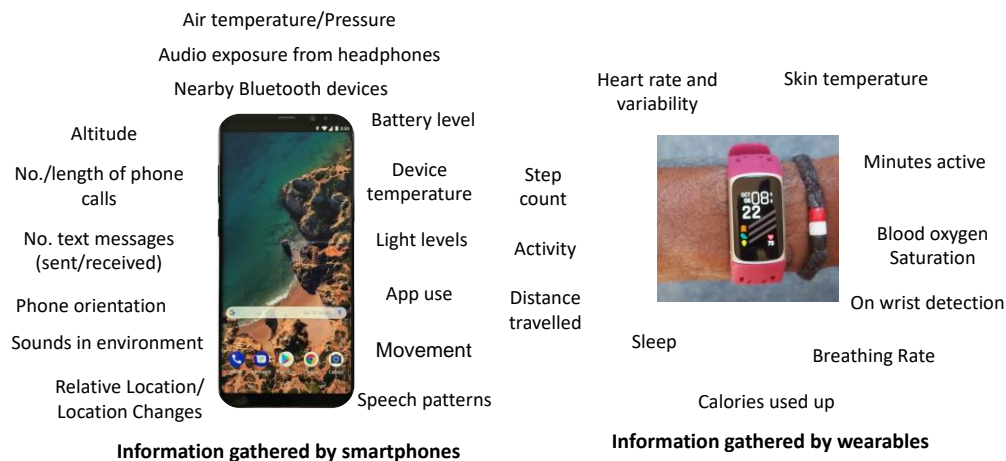 Air temperature/Pressure
Audio exposure from headphones
Nearby Bluetooth devices
Altitude
Battery level
No./length of phone
calls
Device
temperature
No. text messages
(sent/received)
Light levels
Phone orientation
App use
Sounds in environment
Movement
Relative Location/
Location Changes
Speech patterns
Information gathered by smartphones
Heart rate and
variability
Skin temperature
Step
count
Minutes active
Activity
Blood oxygen
Saturation
Distance
travelled
On wrist detection
Sleep
Breathing Rate
Calories used up
Information gathered by wearables
OCT
08:
22